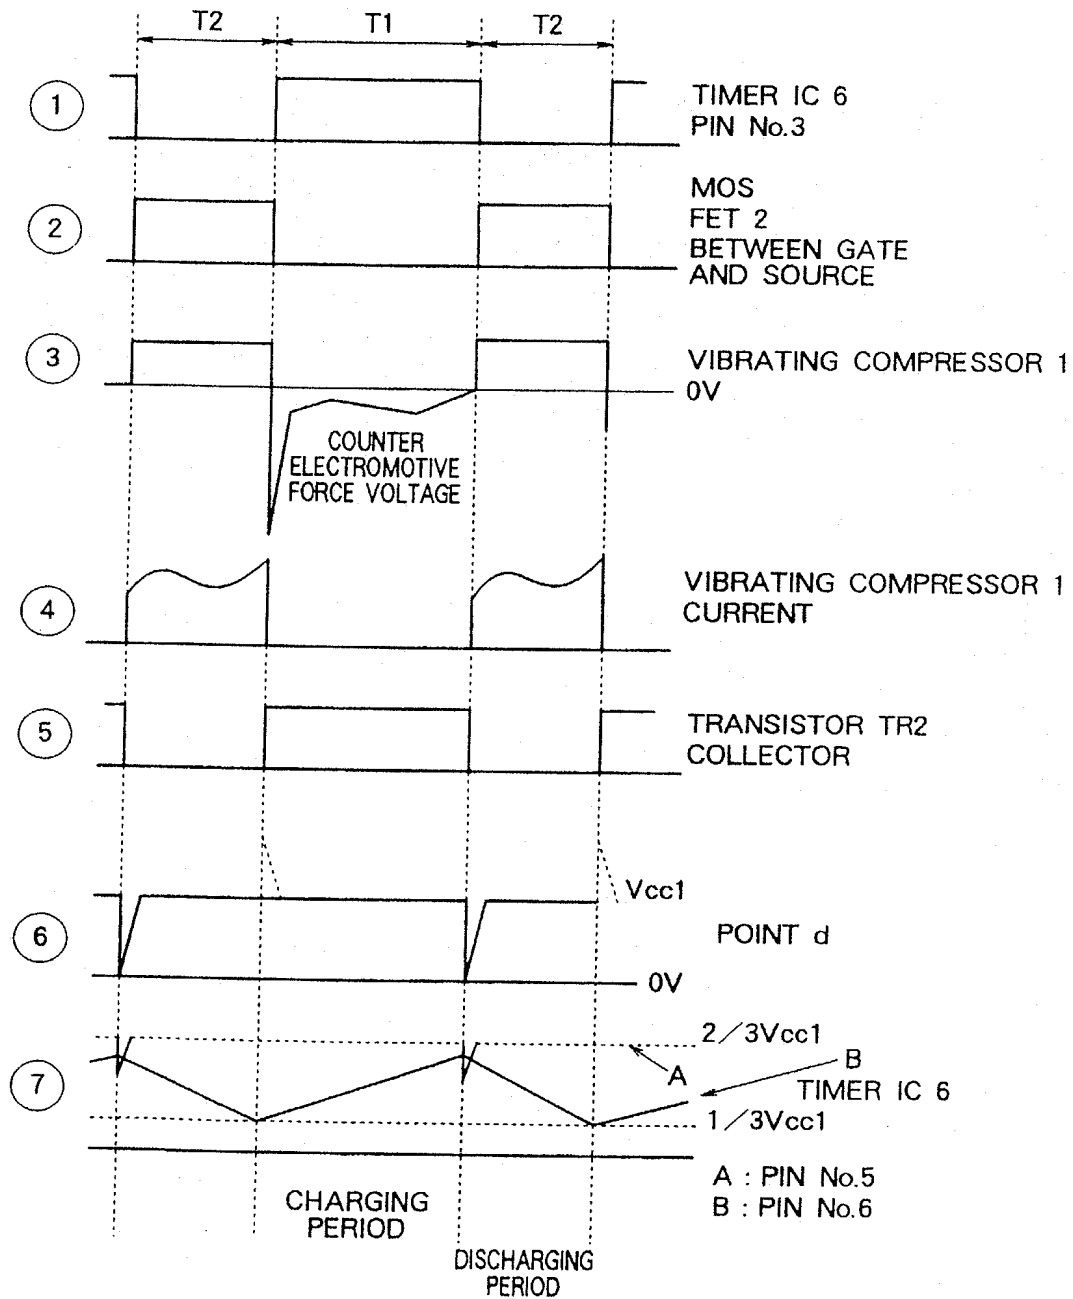 T2 T1 T2
1
TIMER IC 6
PIN No.3
2
MOS
FET 2
BETWEEN GATE
AND SOURCE
3
VIBRATING COMPRESSOR 1
0V
COUNTER
ELECTROMOTIVE
FORCE VOLTAGE
4
VIBRATING COMPRESSOR 1
CURRENT
5
TRANSISTOR TR2
COLLECTOR
Vcc1
6
POINT d
0V
7
2/3Vcc1
A
B
TIMER IC 6
1/3Vcc1
A : PIN No.5
B : PIN No.6
CHARGING
PERIOD
DISCHARGING
PERIOD